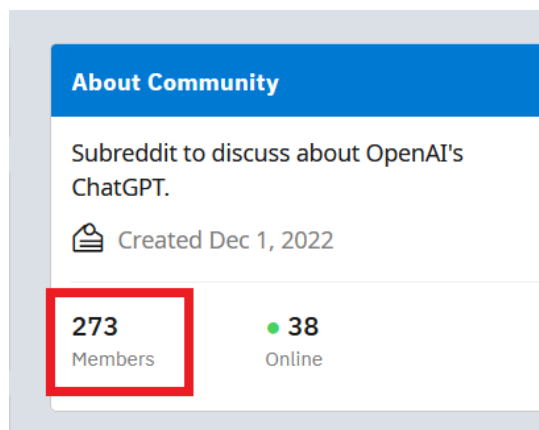 About Community
Subreddit to discuss about OpenAI's
ChatGPT.
Created Dec 1, 2022
273
38
Members
Online